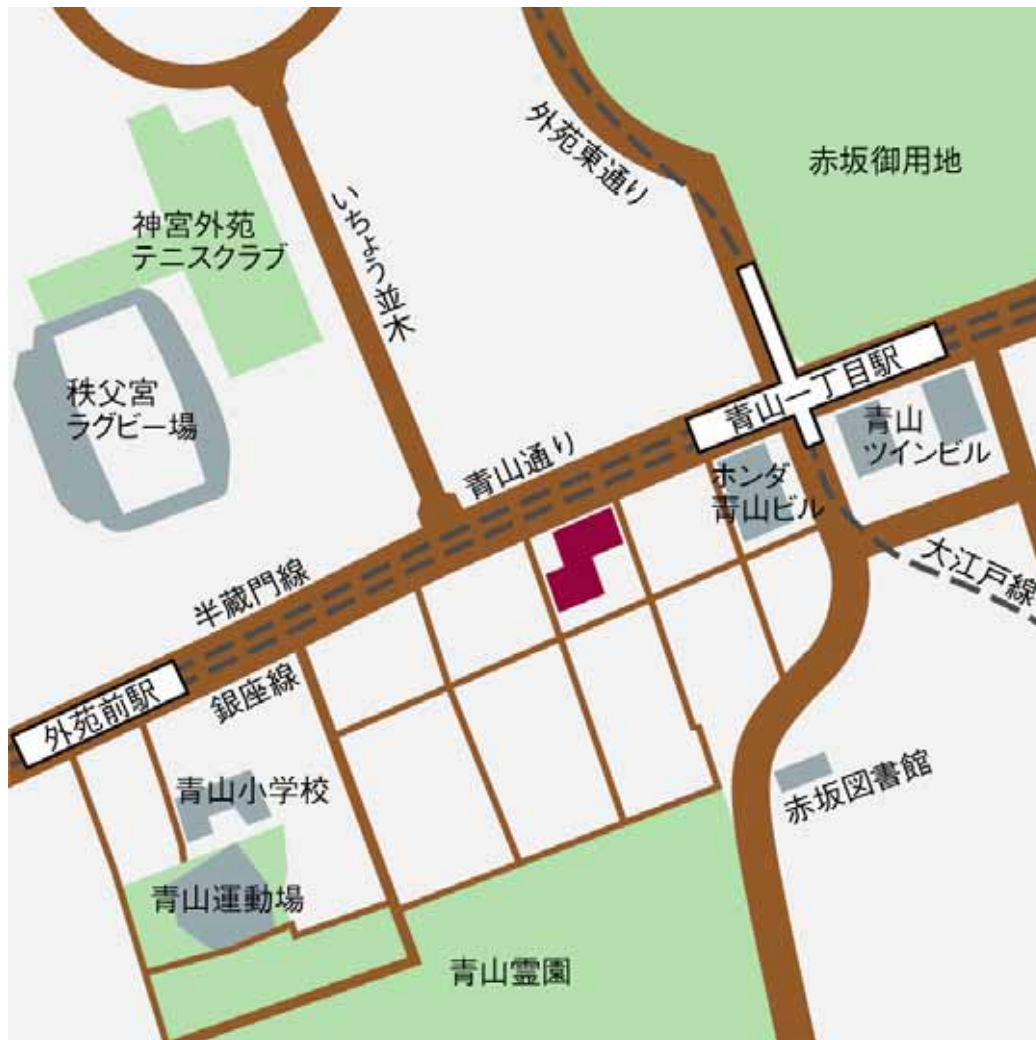 外苑東通り
赤坂御用地
神宮外苑
テニスクラブ
いちょう並木
秩父宮
ラグビー場
青山一丁目駅
青山
ツインビル
青山通り
ホンダ
青山ビル
半蔵門線
大江戸線
銀座線
外苑前駅
青山小学校
赤坂図書館
青山運動場
青山霊園